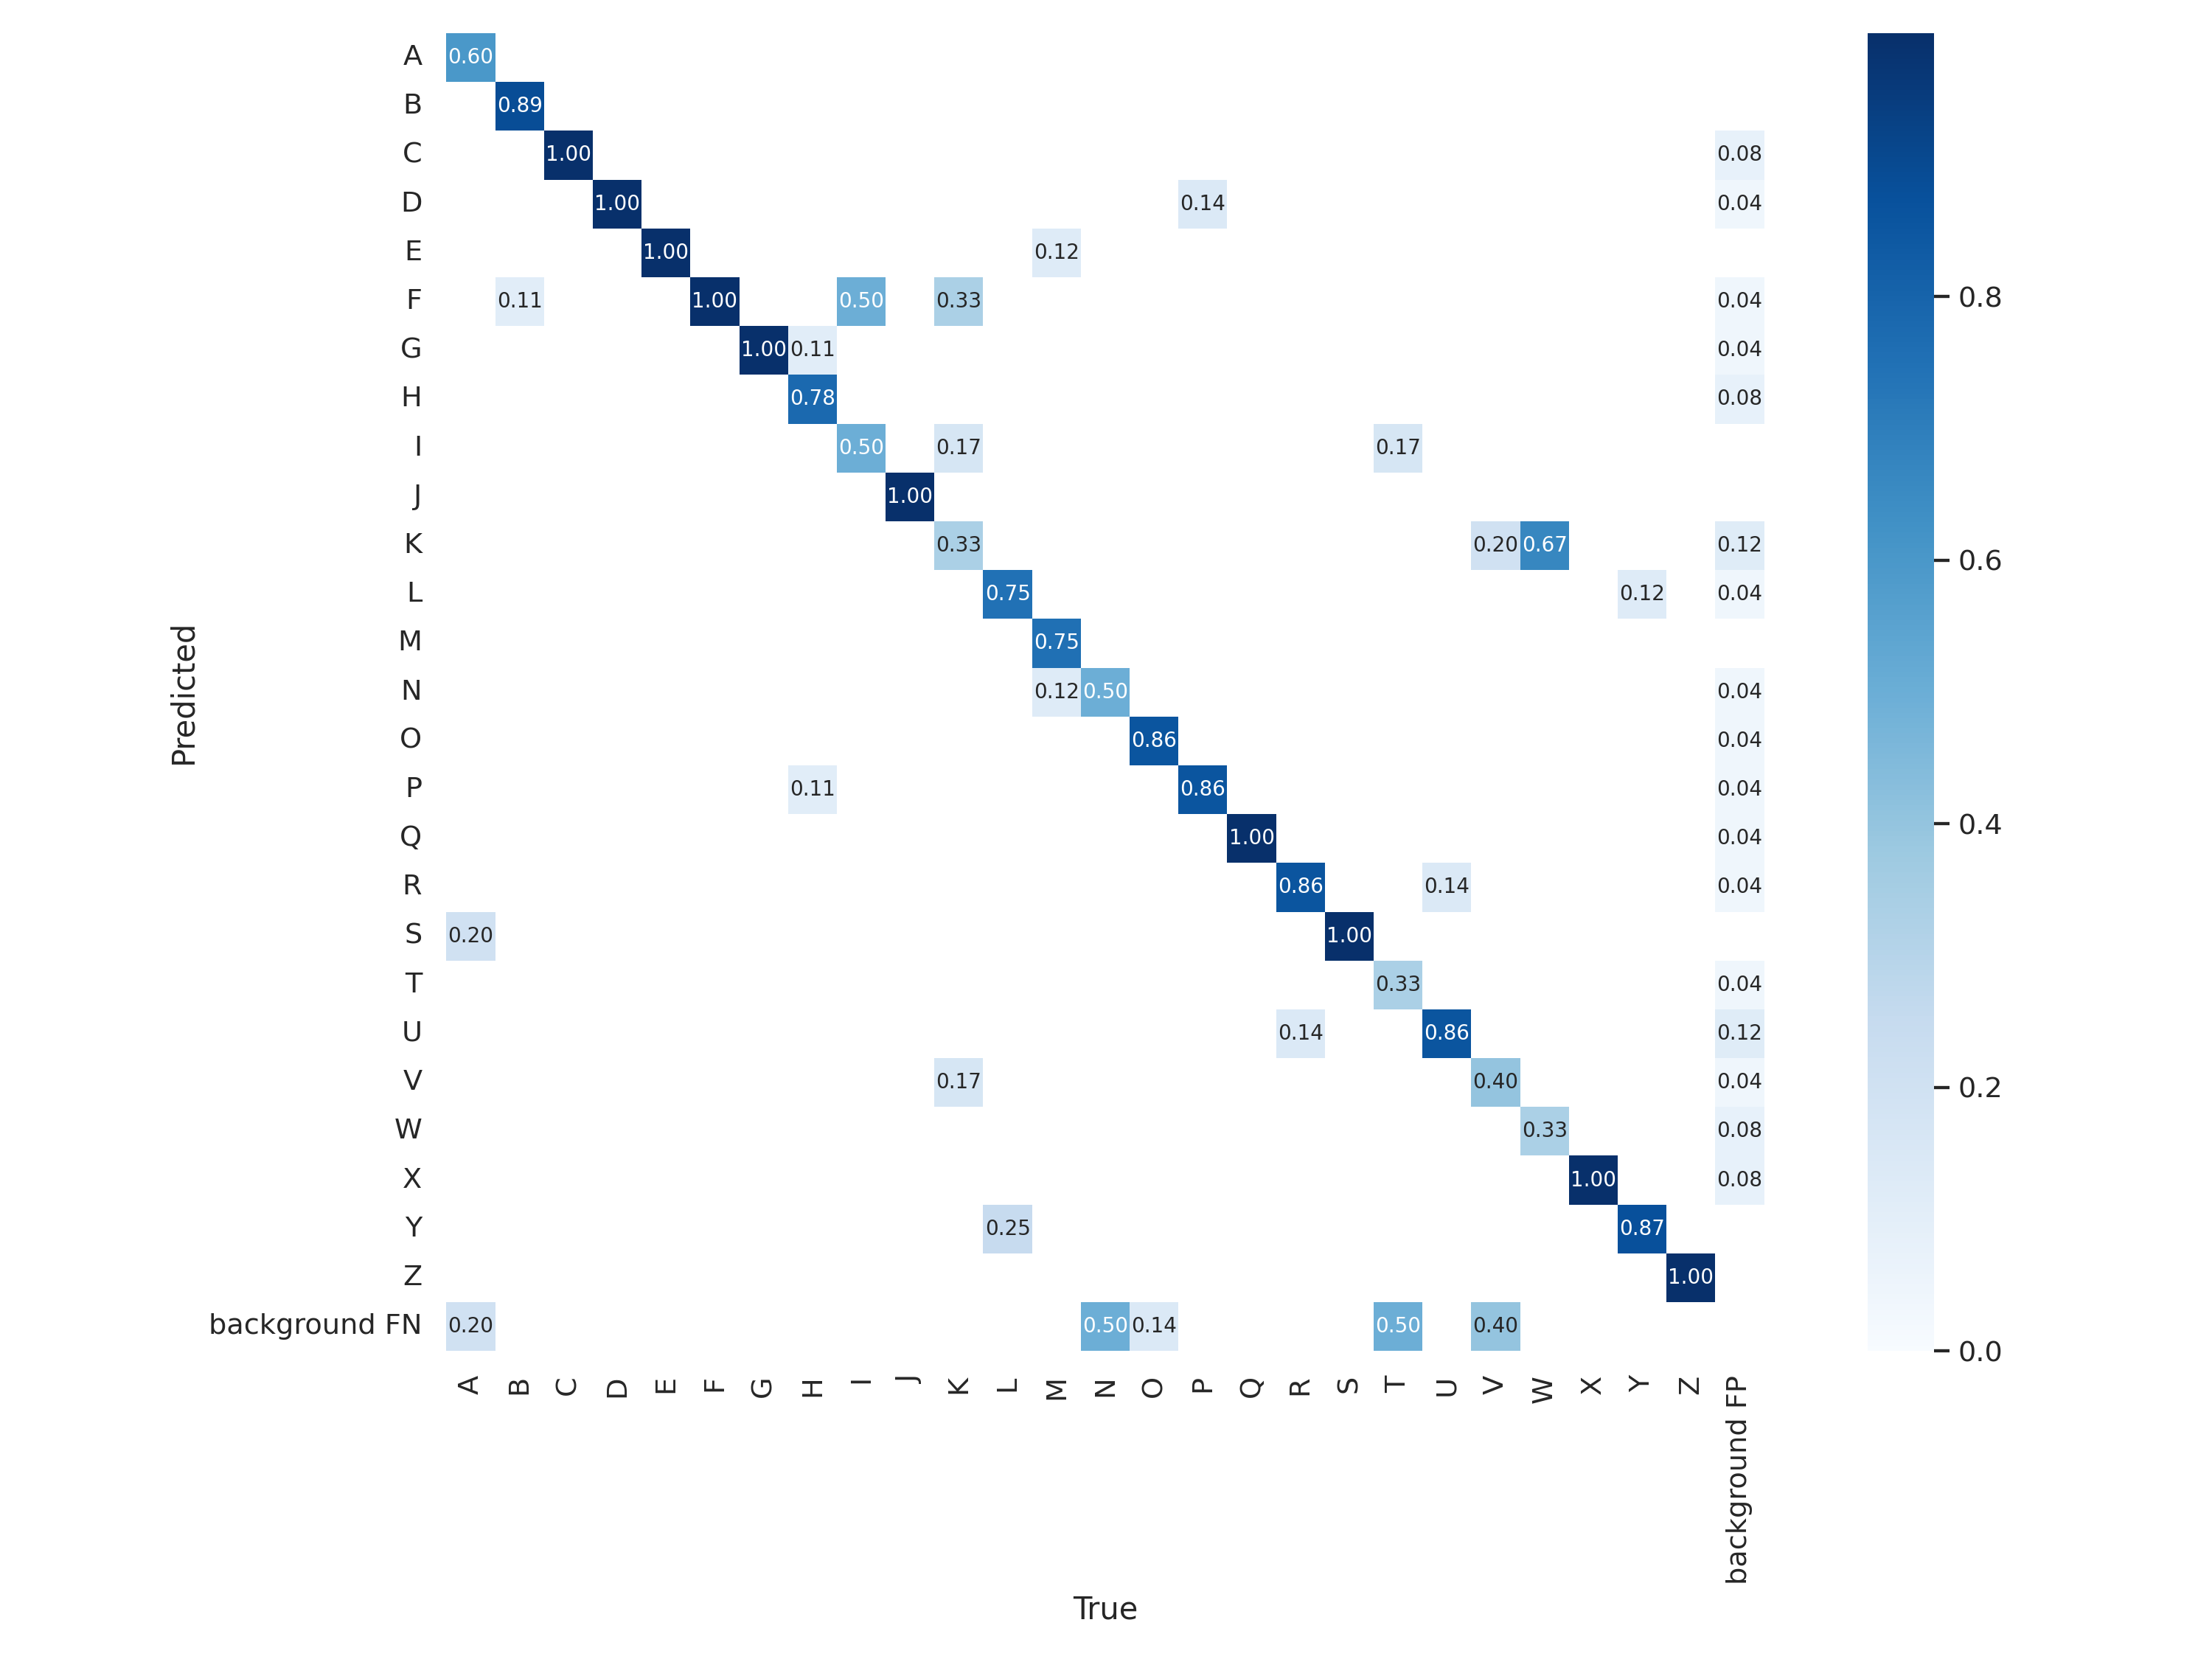 A 0.60
B 0.89
C 1.00 0.08
D 1.00 0.14 0.04
E 1.00 0.12
F 0.11 1.00 0.50 0.33 0.04 0.8
G 1.00 0.11 0.04
H 0.78 0.08
I 0.50 0.17 0.17
J 1.00
K 0.33 0.20 0.67 0.12 0.6
L 0.75 0.12 0.04
M 0.75
Predicted
N 0.12 0.50 0.04
O 0.86 0.04
P 0.11 0.86 0.04
Q 1.00 0.04 0.4
R 0.86 0.14 0.04
S 0.20 1.00
T 0.33 0.04
U 0.14 0.86 0.12
V 0.17 0.40 0.04 0.2
W 0.33 0.08
X 1.00 0.08
Y 0.25 0.87
Z 1.00
background FN 0.20 0.50 0.14 0.50 0.40 0.0
A B C D E F G H I J K L M N O P Q R S T U V W X Y Z background FP
True